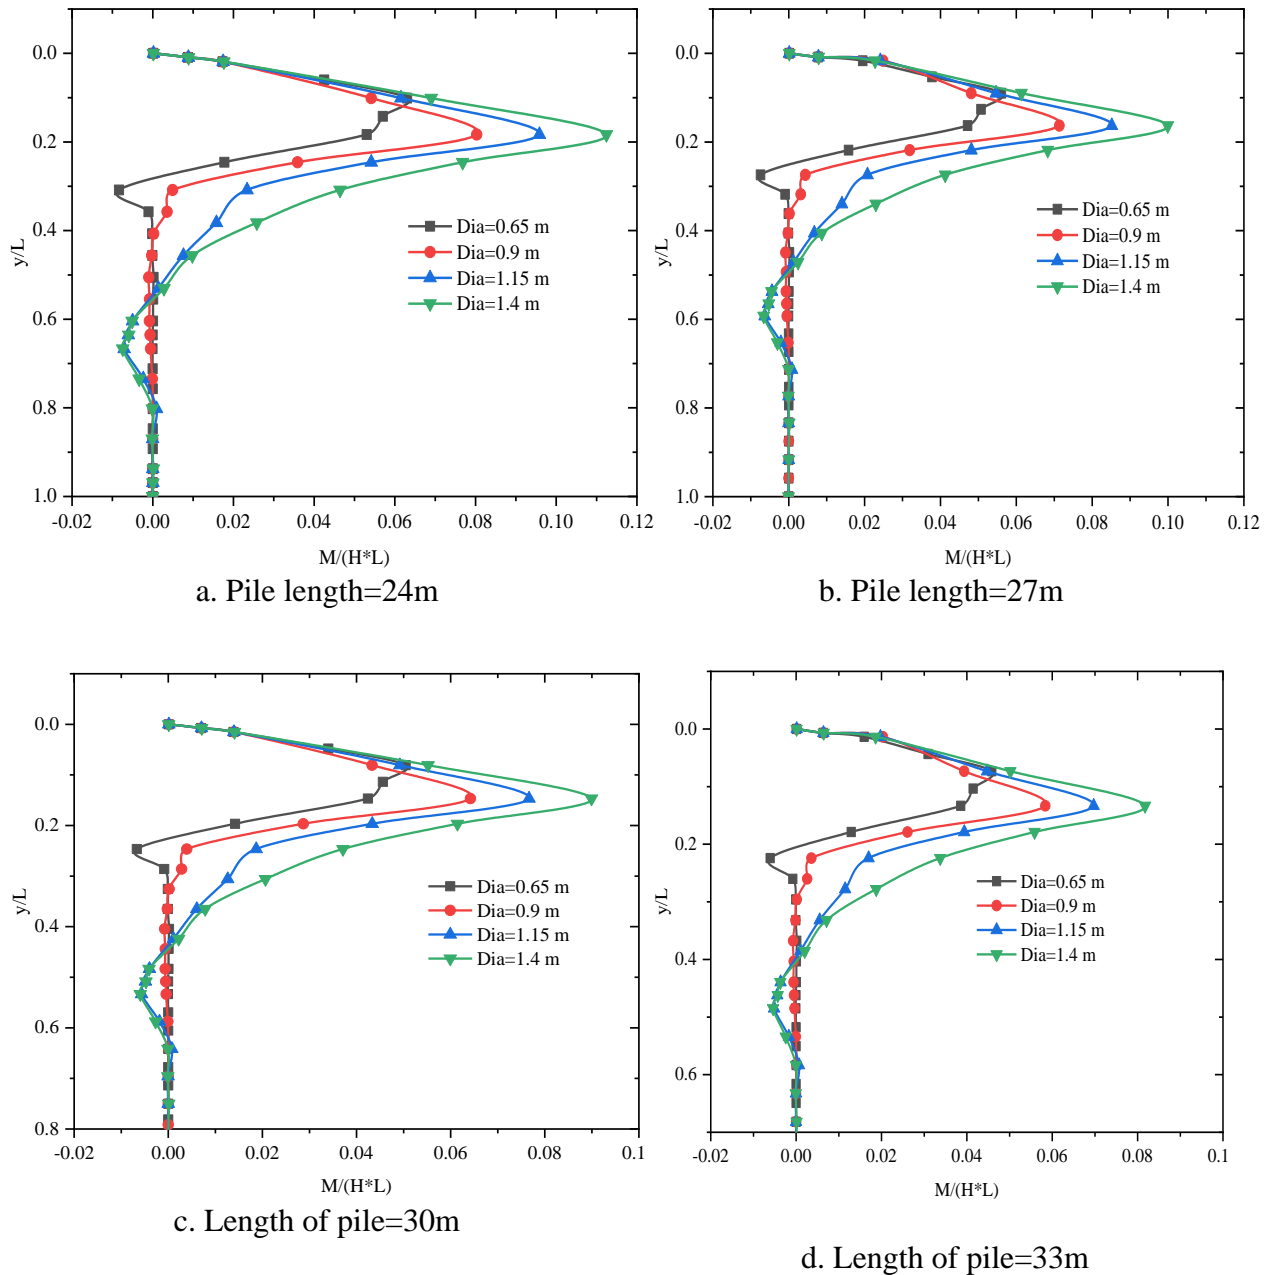 0.0
0.2
0.4
0.6
0.8
1.0
y/L
-0.02 0.00 0.02 0.04 0.06 0.08 0.10 0.12
M/(H*L)
Dia=0.65 m
Dia=0.9 m
Dia=1.15 m
Dia=1.4 m
a. Pile length=24m
0.0
0.2
0.4
0.6
0.8
1.0
y/L
-0.02 0.00 0.02 0.04 0.06 0.08 0.10 0.12
M/(H*L)
Dia=0.65 m
Dia=0.9 m
Dia=1.15 m
Dia=1.4 m
b. Pile length=27m
0.0
0.2
0.4
0.6
0.8
y/L
-0.02 0.00 0.02 0.04 0.06 0.08 0.1
M/(H*L)
Dia=0.65 m
Dia=0.9 m
Dia=1.15 m
Dia=1.4 m
c. Length of pile=30m
0.0
0.2
0.4
0.6
y/L
-0.02 0.00 0.02 0.04 0.06 0.08 0.1
M/(H*L)
Dia=0.65 m
Dia=0.9 m
Dia=1.15 m
Dia=1.4 m
d. Length of pile=33m